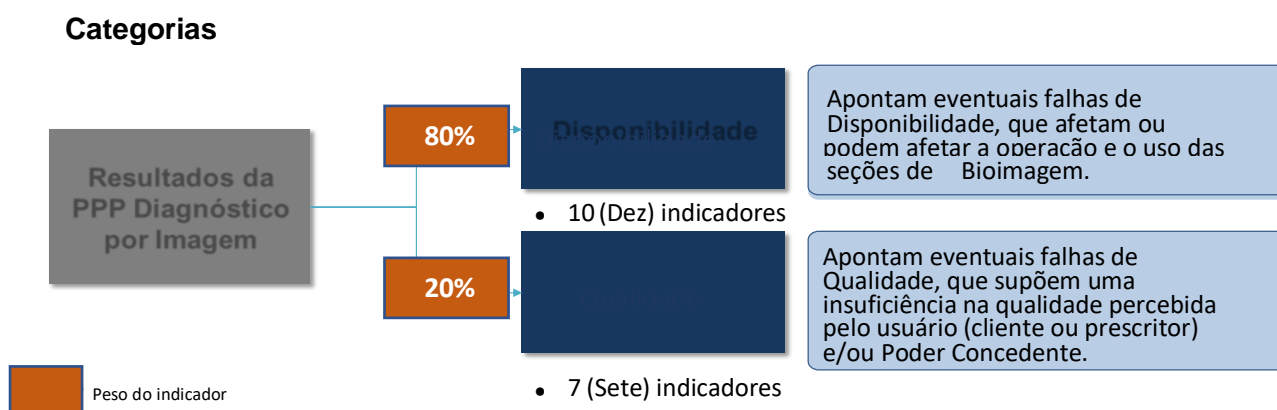 Categorias
Resultados da
PPP Diagnóstico
por Imagem
80%
Disponibilidade
Apontam eventuais falhas de
Disponibilidade, que afetam ou
podem afetar a operação e o uso das
seções de Bioimagem.
• 10 (Dez) indicadores
20%
Qualidade
Apontam eventuais falhas de
Qualidade, que supõem uma
insuficiência na qualidade percebida
pelo usuário (cliente ou prescritor)
e/ou Poder Concedente.
• 7 (Sete) indicadores
Peso do indicador